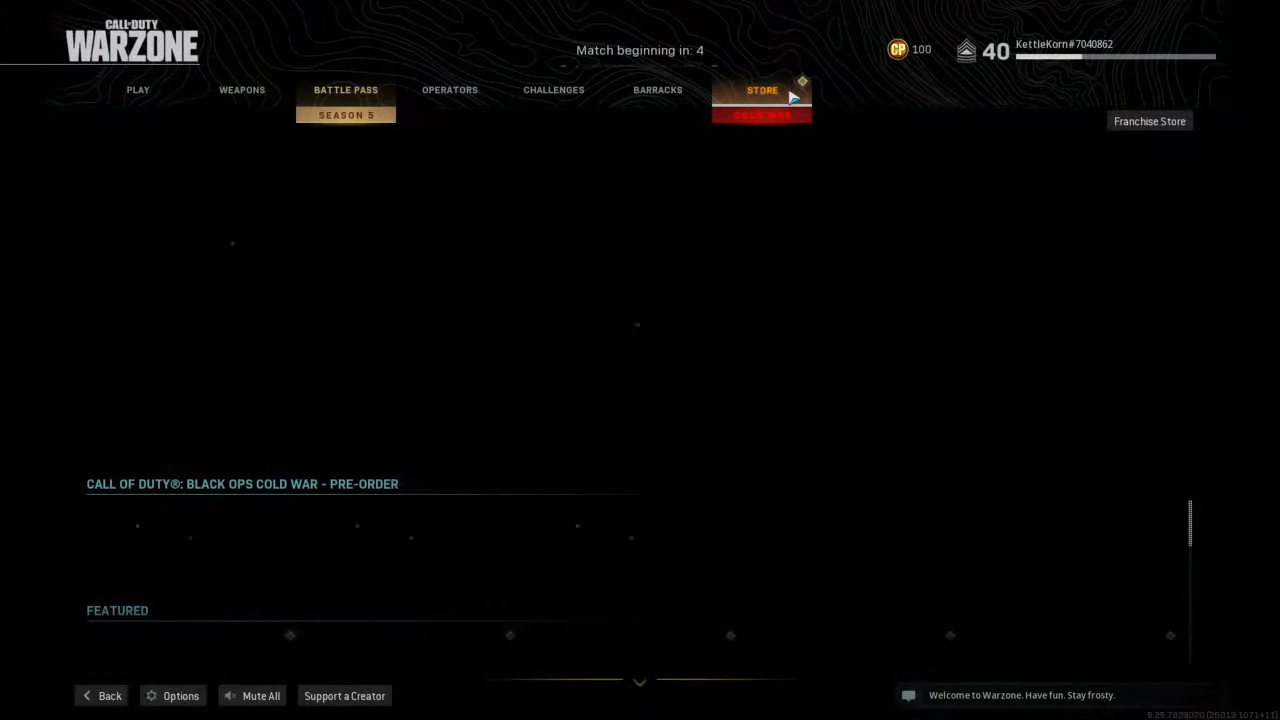 CALL OF DUTY
WARZONE
Match beginning in: 4
CP 100
40
KettleKorn#7040862
PLAY
WEAPONS
BATTLE PASS
OPERATORS
CHALLENGES
BARRACKS
STORE
SEASON 5
COLD WAR
Franchise Store
CALL OF DUTY®: BLACK OPS COLD WAR - PRE-ORDER
FEATURED
Back
Options
Mute All
Support a Creator
Welcome to Warzone. Have fun. Stay frosty.